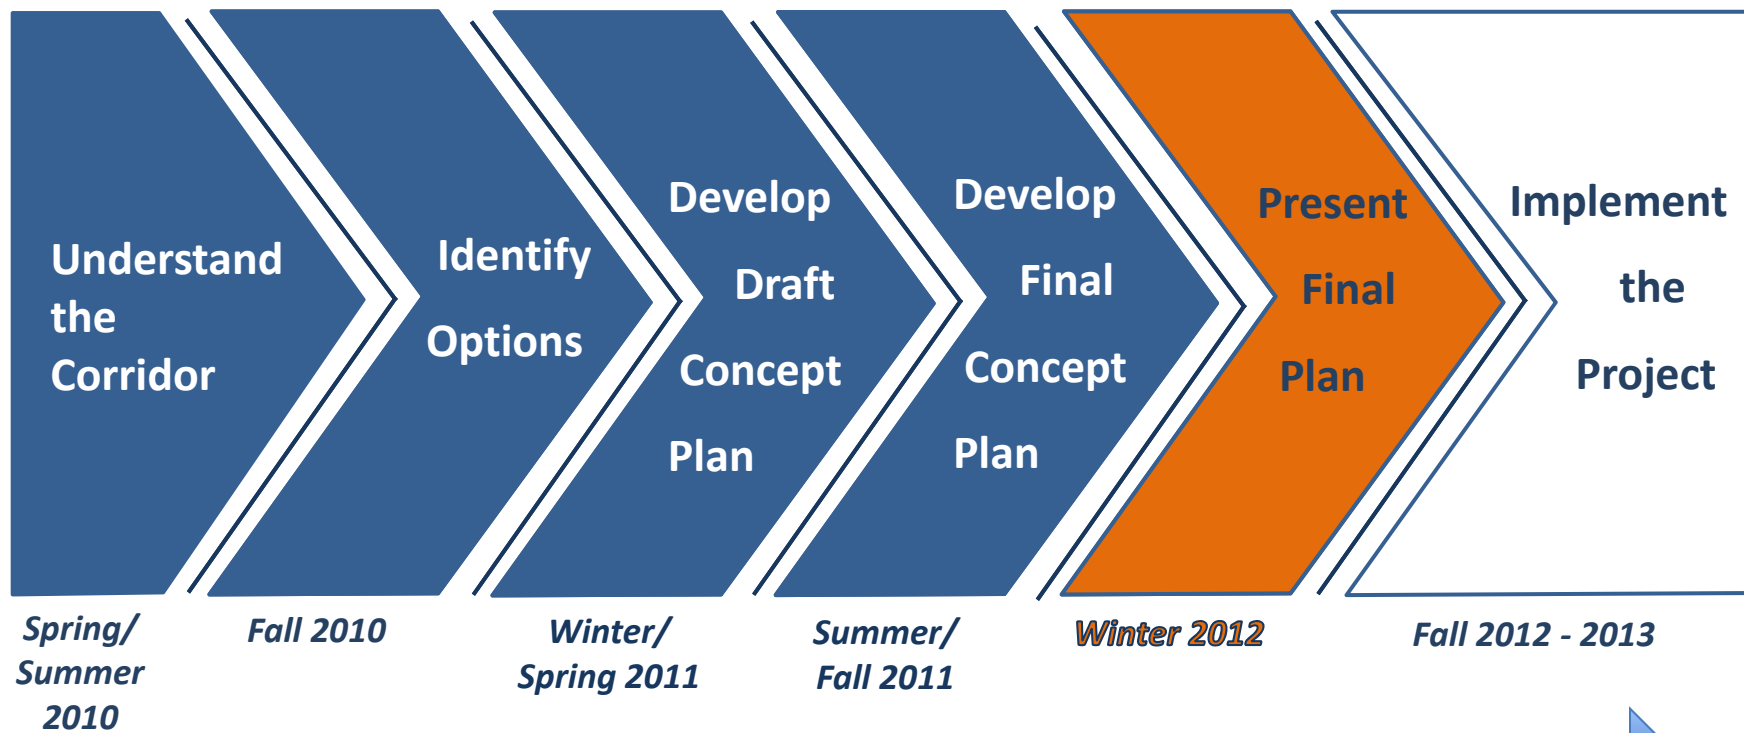 Understand
the
Corridor
Identify
Options
Develop
Draft
Concept
Plan
Develop
Final
Concept
Plan
Present
Final
Plan
Implement
the
Project
Spring/
Summer
2010
Fall 2010
Winter/
Spring 2011
Summer/
Fall 2011
Winter 2012
Fall 2012 - 2013